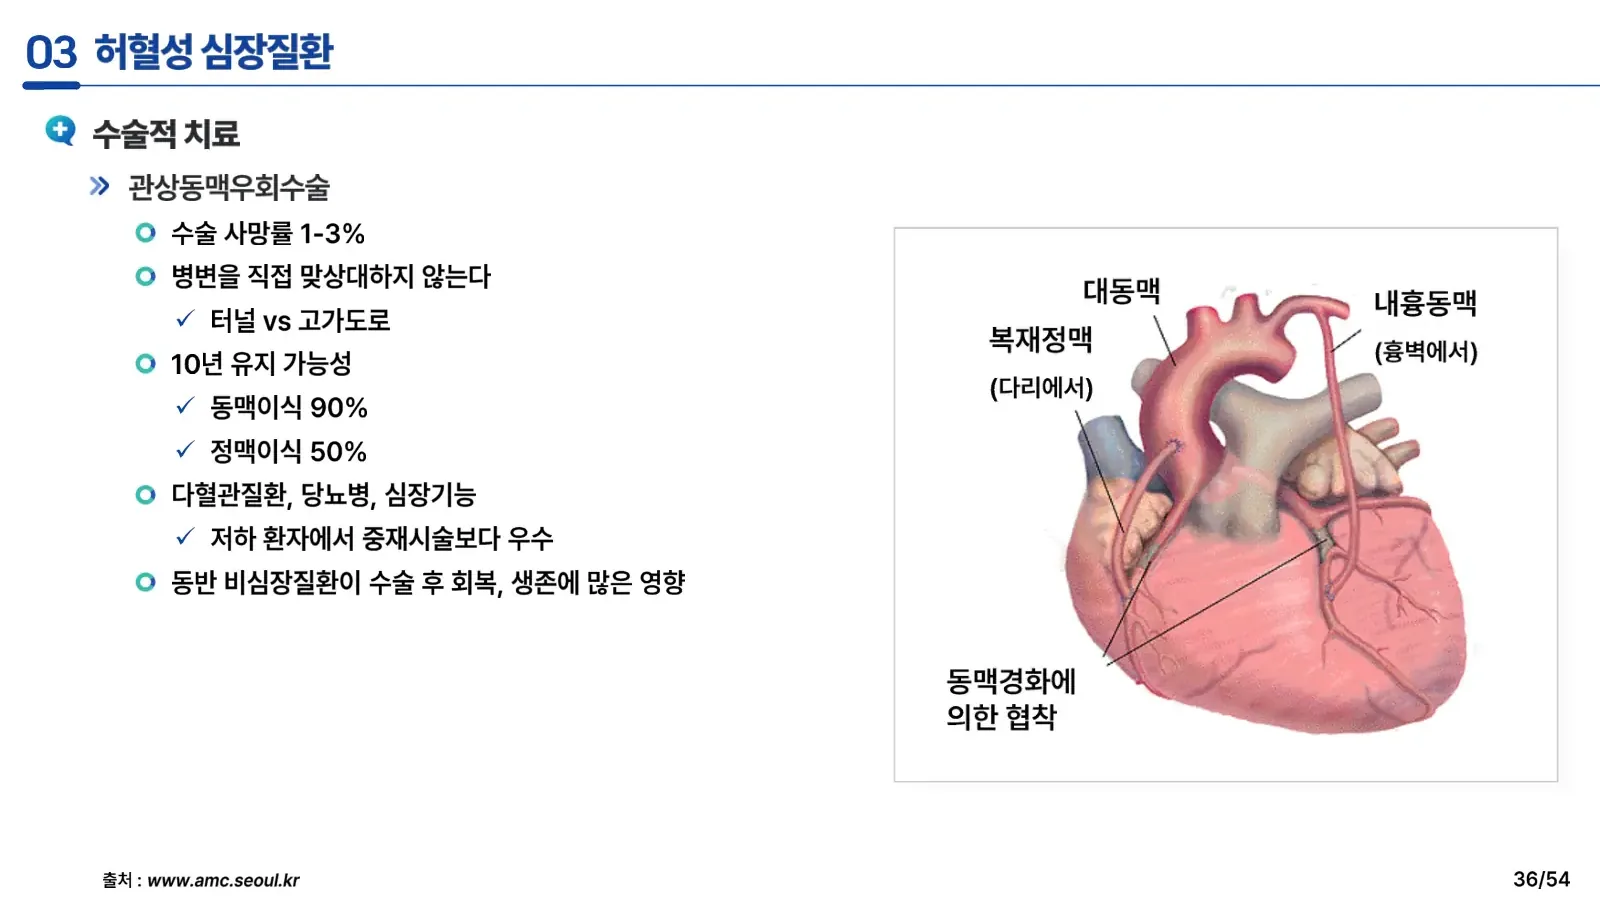 03 허혈성 심장질환
수술적 치료
관상동맥우회수술
수술 사망률 1-3%
병변을 직접 맞상대하지 않는다
터널 vs 고가도로
10년 유지 가능성
동맥이식 90%
정맥이식 50%
다혈관질환, 당뇨병, 심장기능
저하 환자에서 중재시술보다 우수
동반 비심장질환이 수술 후 회복, 생존에 많은 영향
대동맥
복재정맥
(다리에서)
내흉동맥
(흉벽에서)
동맥경화에
의한 협착
출처 : www.amc.seoul.kr
36/54